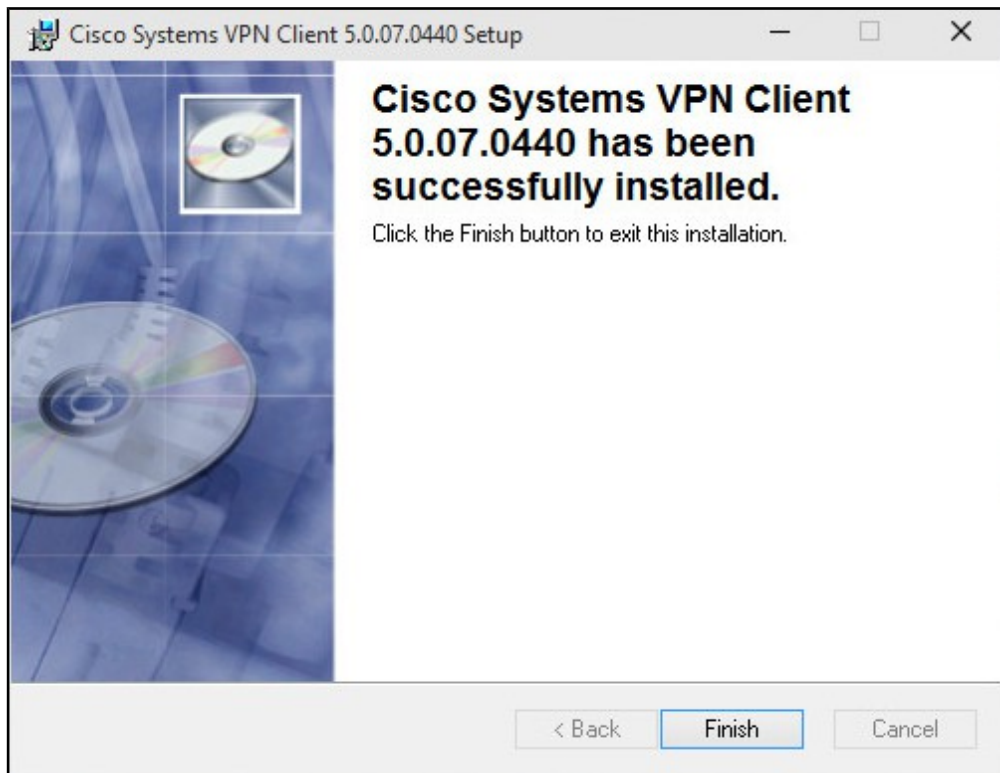 Cisco Systems VPN Client 5.0.07.0440 Setup
Cisco Systems VPN Client
5.0.07.0440 has been
successfully installed.
Click the Finish button to exit this installation.
< Back
Finish
Cancel